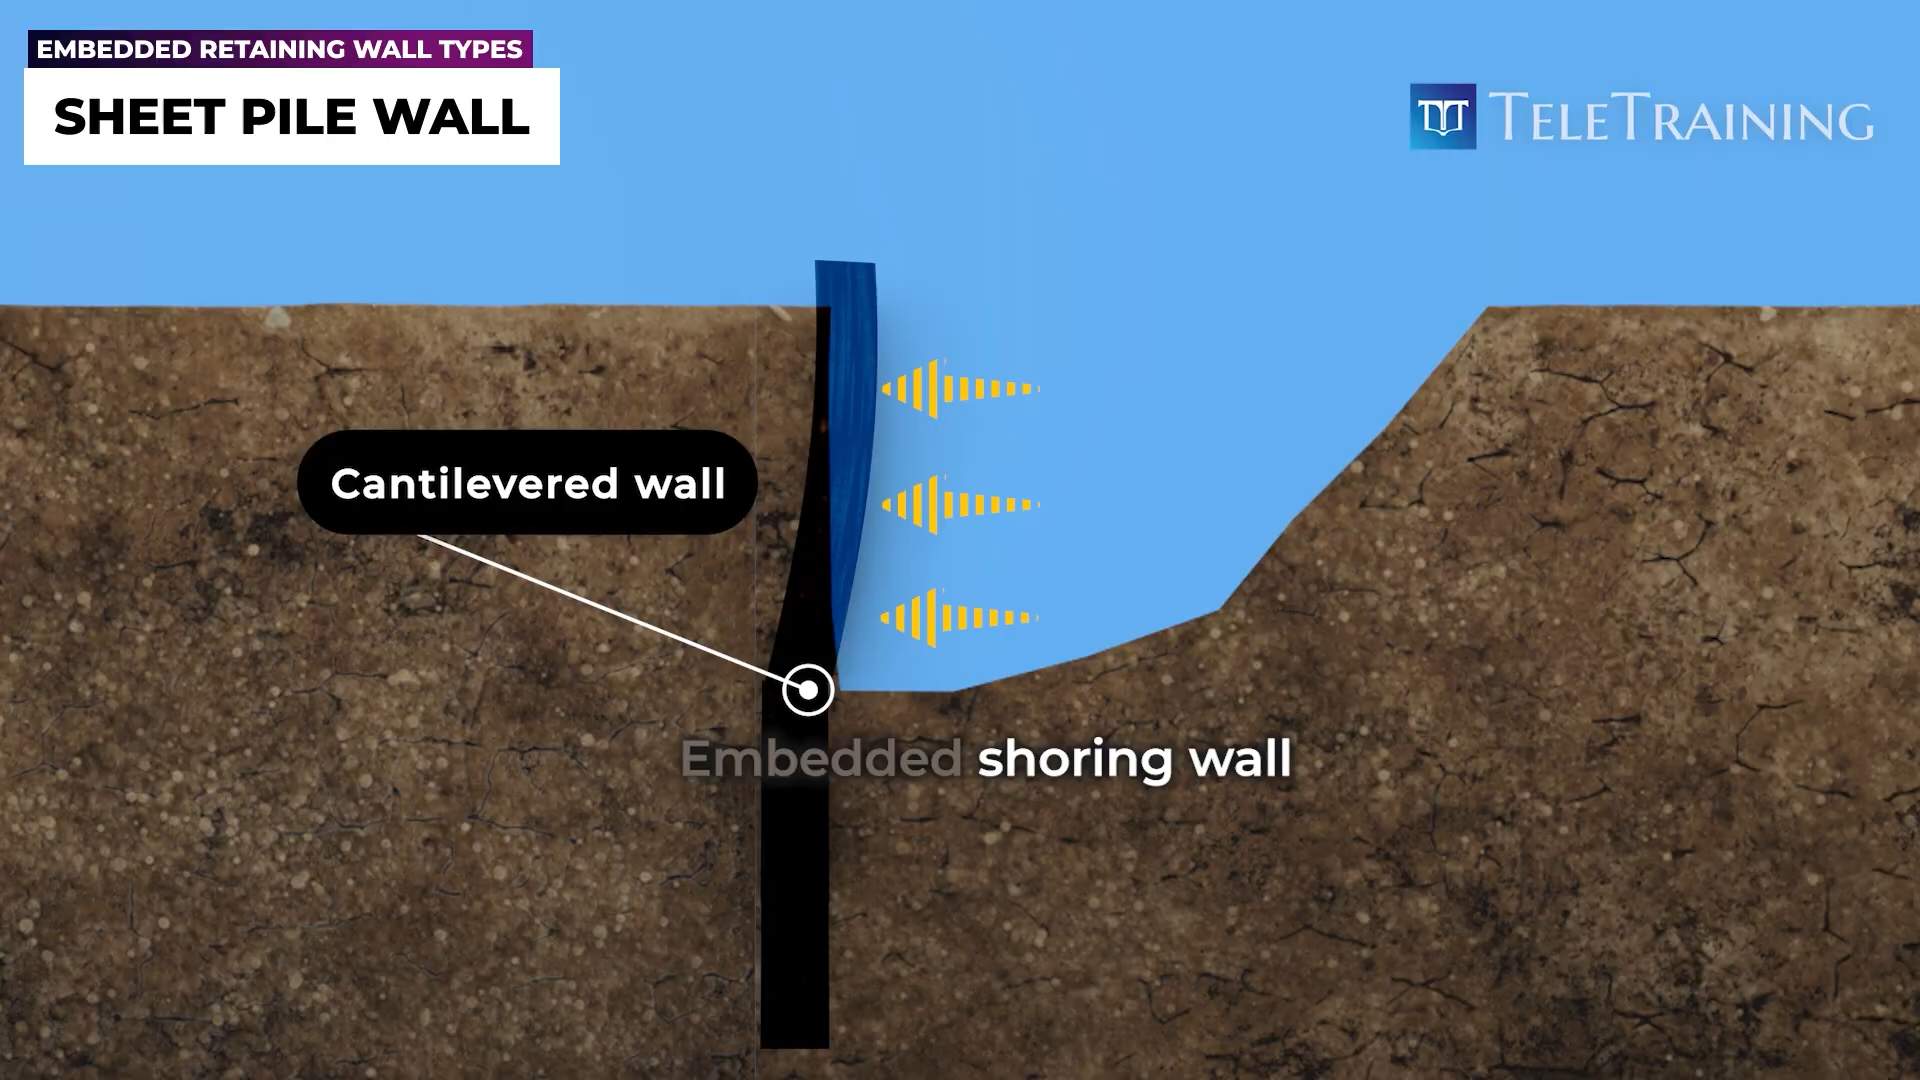 EMBEDDED RETAINING WALL TYPES
SHEET PILE WALL
TELETRAINING
Cantilevered wall
Embedded shoring wall